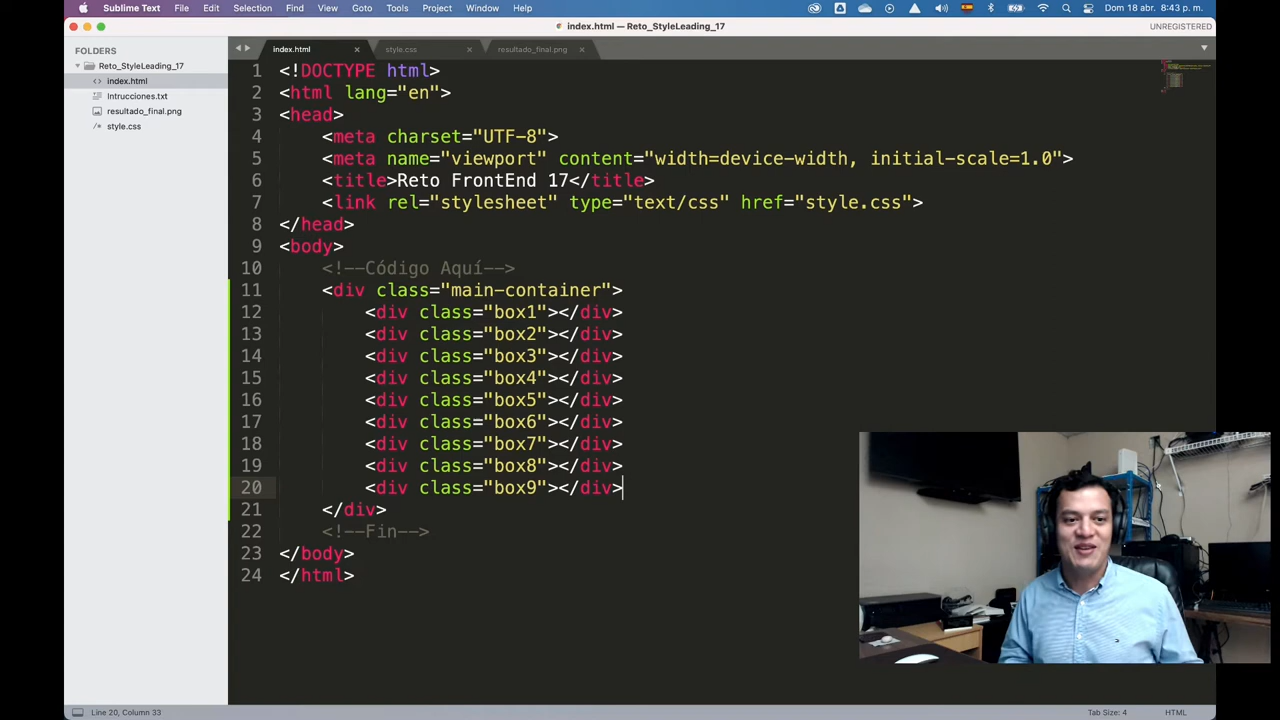 Sublime Text File Edit Selection Find View Goto Tools Project Window Help Dom 18 abr. 8:43 p. m.
index.html — Reto_StyleLeading_17 UNREGISTERED
FOLDERS
Reto_StyleLeading_17
index.html
Intrucciones.txt
resultado_final.png
style.css
index.html style.css resultado_final.png
1 <!DOCTYPE html>
2 <html lang="en">
3 <head>
4 <meta charset="UTF-8">
5 <meta name="viewport" content="width=device-width, initial-scale=1.0">
6 <title>Reto FrontEnd 17</title>
7 <link rel="stylesheet" type="text/css" href="style.css">
8 </head>
9 <body>
10 <!--Código Aquí-->
11 <div class="main-container">
12 <div class="box1"></div>
13 <div class="box2"></div>
14 <div class="box3"></div>
15 <div class="box4"></div>
16 <div class="box5"></div>
17 <div class="box6"></div>
18 <div class="box7"></div>
19 <div class="box8"></div>
20 <div class="box9"></div>
21 </div>
22 <!--Fin-->
23 </body>
24 </html>
Line 20, Column 33 Tab Size: 4 HTML